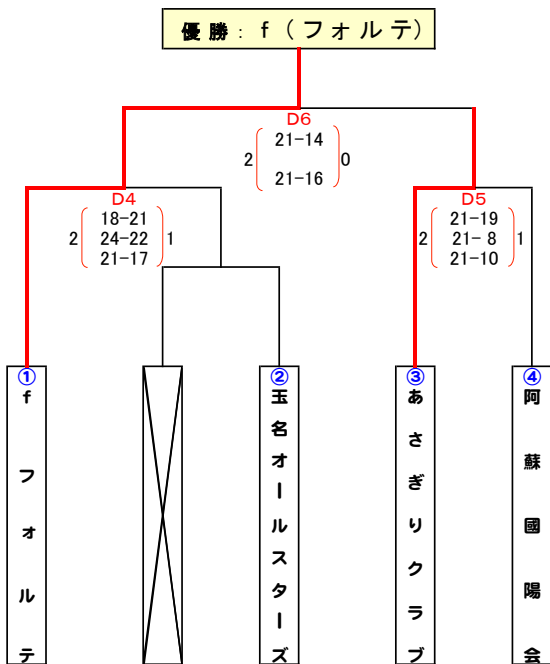 優勝：f(フォルテ)
D6
21-14
2 0
21-16
D4
18-21
2 24-22 1
21-17
D5
21-19
2 21- 8 1
21-10
① fフォルテ
② 玉名オールスターズ
③ あさぎりクラブ
④ 阿蘇國陽会